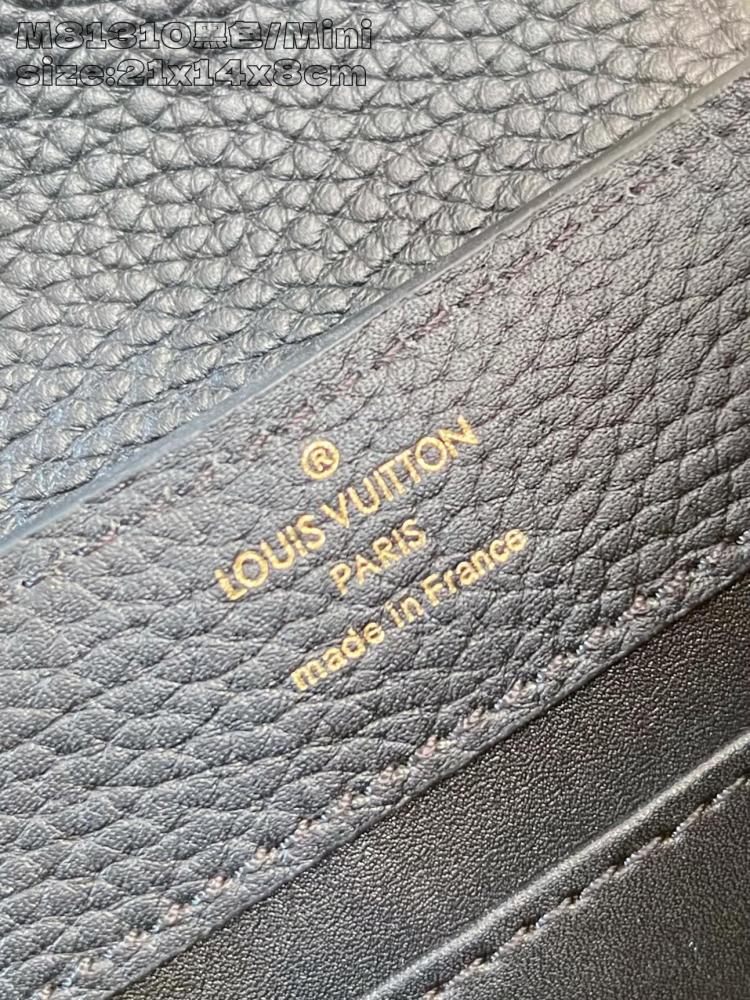 M81310黑色/Mini
size:21x14x8cm
®
LOUIS VUITTON
PARIS
made in France